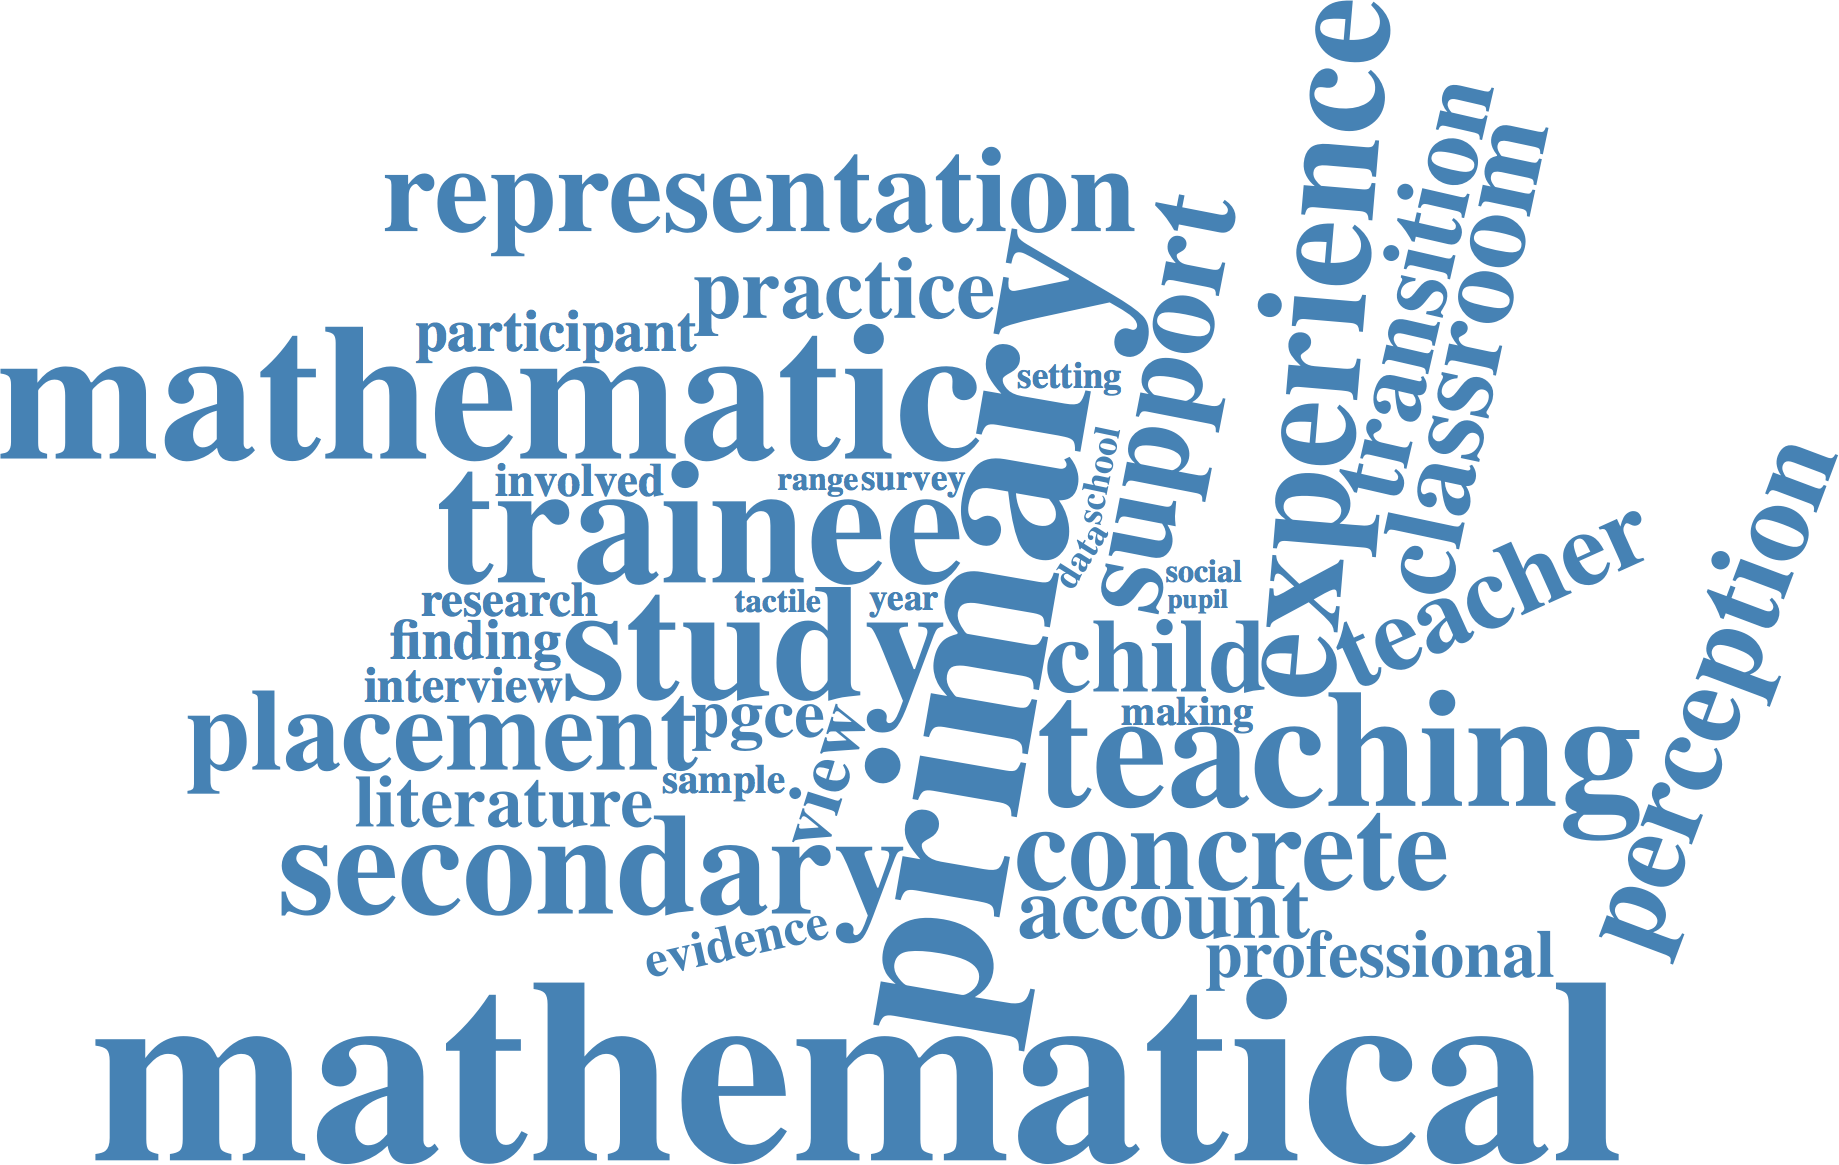 experience
transition
classroom
representation
support
practice
primary
participant
mathematic
setting
school
involved
range
survey
trainee
data
perception
teacher
social
research
tactile
year
pupil
finding
study
child
interview
placement
pgce
making
teaching
view
sample
literature
secondary
concrete
account
evidence
professional
mathematical